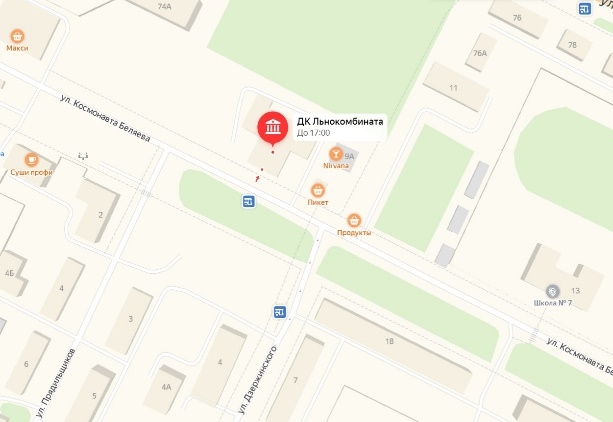 74А
76
78
76А
Макси
11
ул. Космонавта Беляева
ДК Льнокомбината
До 17:00
9А
Nirvana
Суши профи
Пикет
2
Продукты
4Б
4
13
Школа № 7
3
18
ул. Космонавта Бе
6
4
7
4А
5
ул. Прядильщиков
ул. Дзержинского